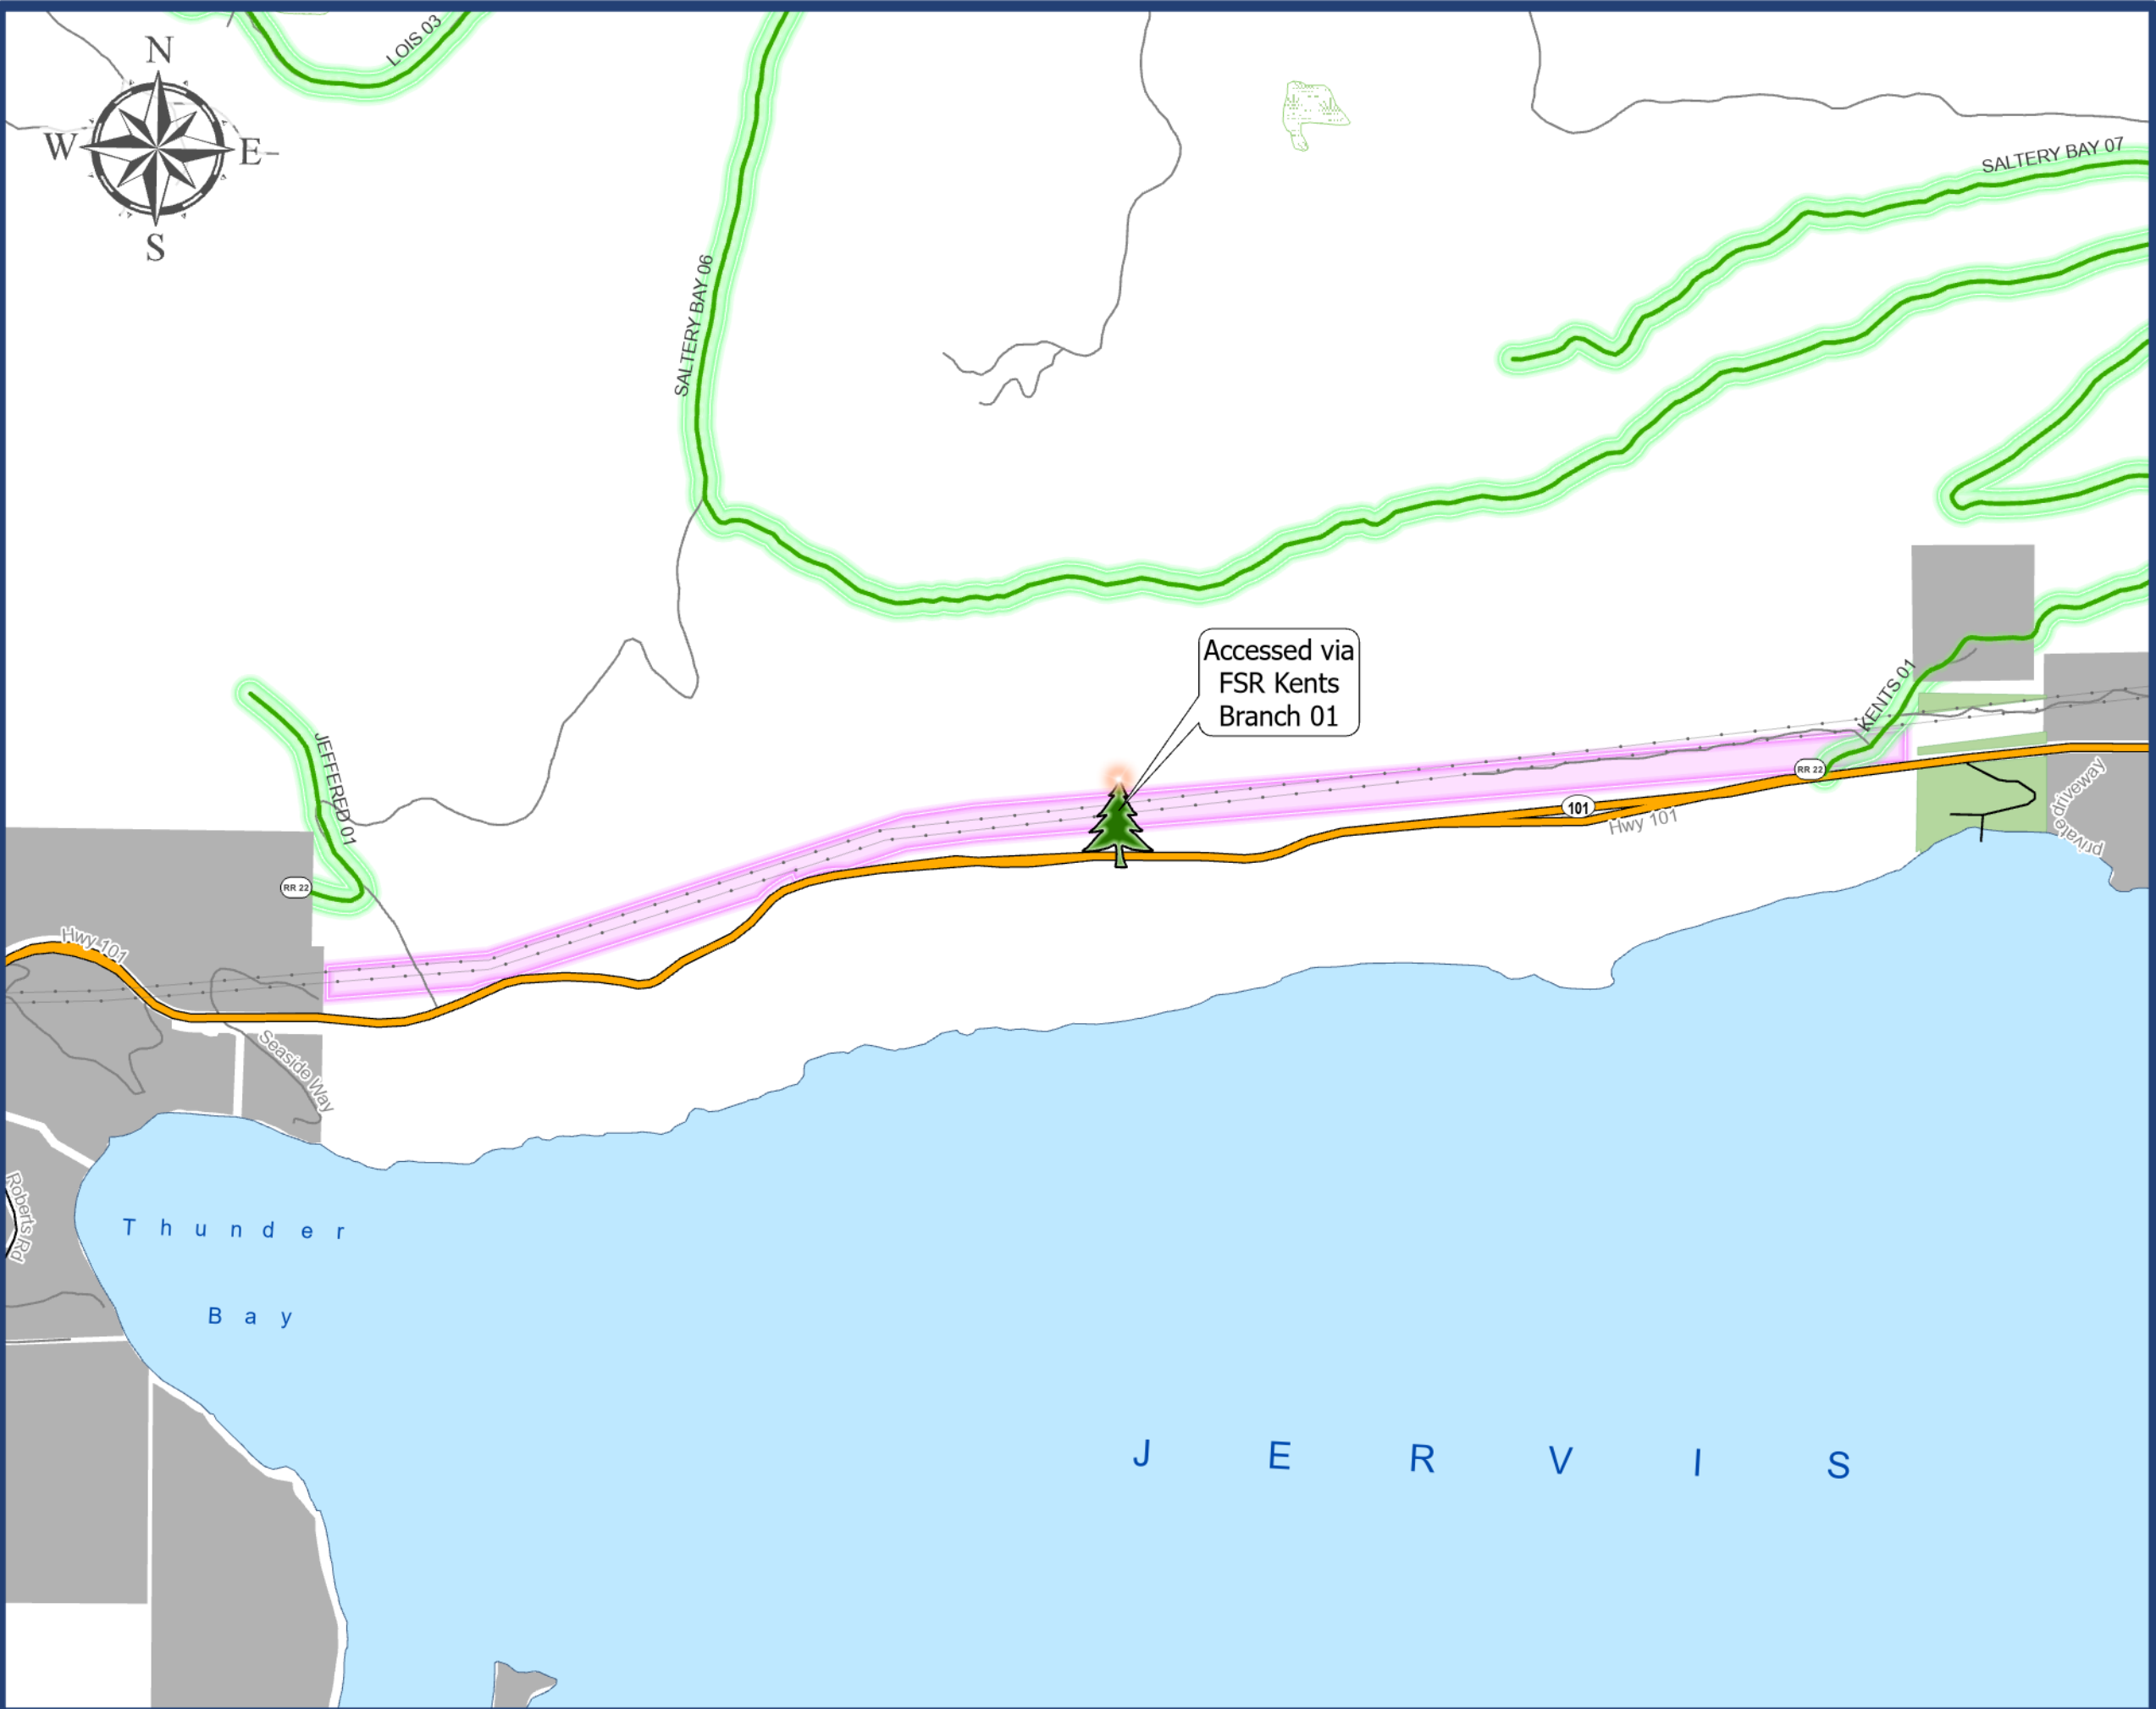 LOIS 03
N
W
E
S
SALTERY BAY 07
SALTERY BAY 06
Accessed via
FSR Kents
Branch 01
KENTS 01
JEFFERED 01
RR 22
101
Hwy 101
private driveway
RR 22
Hwy 101
Seaside Way
Roberts Rd
Thunder
Bay
JERVIS